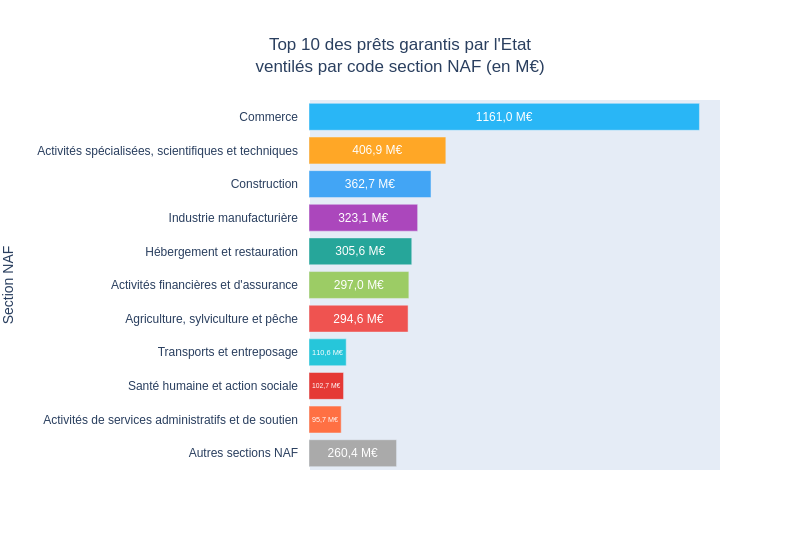 Top 10 des prêts garantis par l'Etat
ventilés par code section NAF (en M€)
Section NAF
Commerce 1161,0 M€
Activités spécialisées, scientifiques et techniques 406,9 M€
Construction 362,7 M€
Industrie manufacturière 323,1 M€
Hébergement et restauration 305,6 M€
Activités financières et d'assurance 297,0 M€
Agriculture, sylviculture et pêche 294,6 M€
Transports et entreposage 110,6 M€
Santé humaine et action sociale 102,7 M€
Activités de services administratifs et de soutien 95,7 M€
Autres sections NAF 260,4 M€